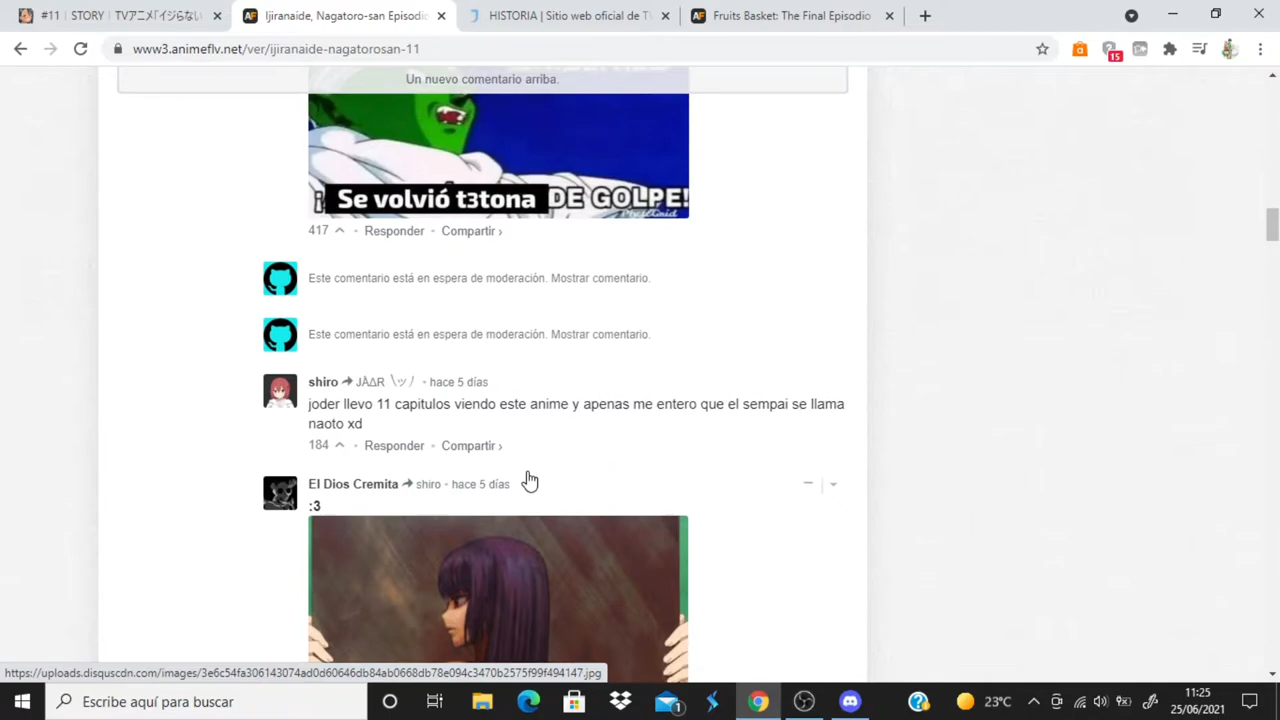 #11 | STORY | TVアニメ「イジらない
Ijiranaide, Nagatoro-san Episodio
HISTORIA | Sitio web oficial de TV
Fruits Basket: The Final Episodio
www3.animeflv.net/ver/ijiranaide-nagatorosan-11
15
Un nuevo comentario arriba.
¡Se volvió t3tona DE GOLPE!
417 Responder Compartir ›
Este comentario está en espera de moderación. Mostrar comentario.
Este comentario está en espera de moderación. Mostrar comentario.
shiro JÀΔR \ツ/ • hace 5 días
joder llevo 11 capitulos viendo este anime y apenas me entero que el sempai se llama
naoto xd
184 Responder Compartir ›
El Dios Cremita shiro • hace 5 días
:3
https://uploads.disquscdn.com/images/3e6c54fa306143074ad0d60646db84ab0668db78e094c3470b2575f99f494147.jpg
Escribe aquí para buscar
1
23°C
11:25
25/06/2021